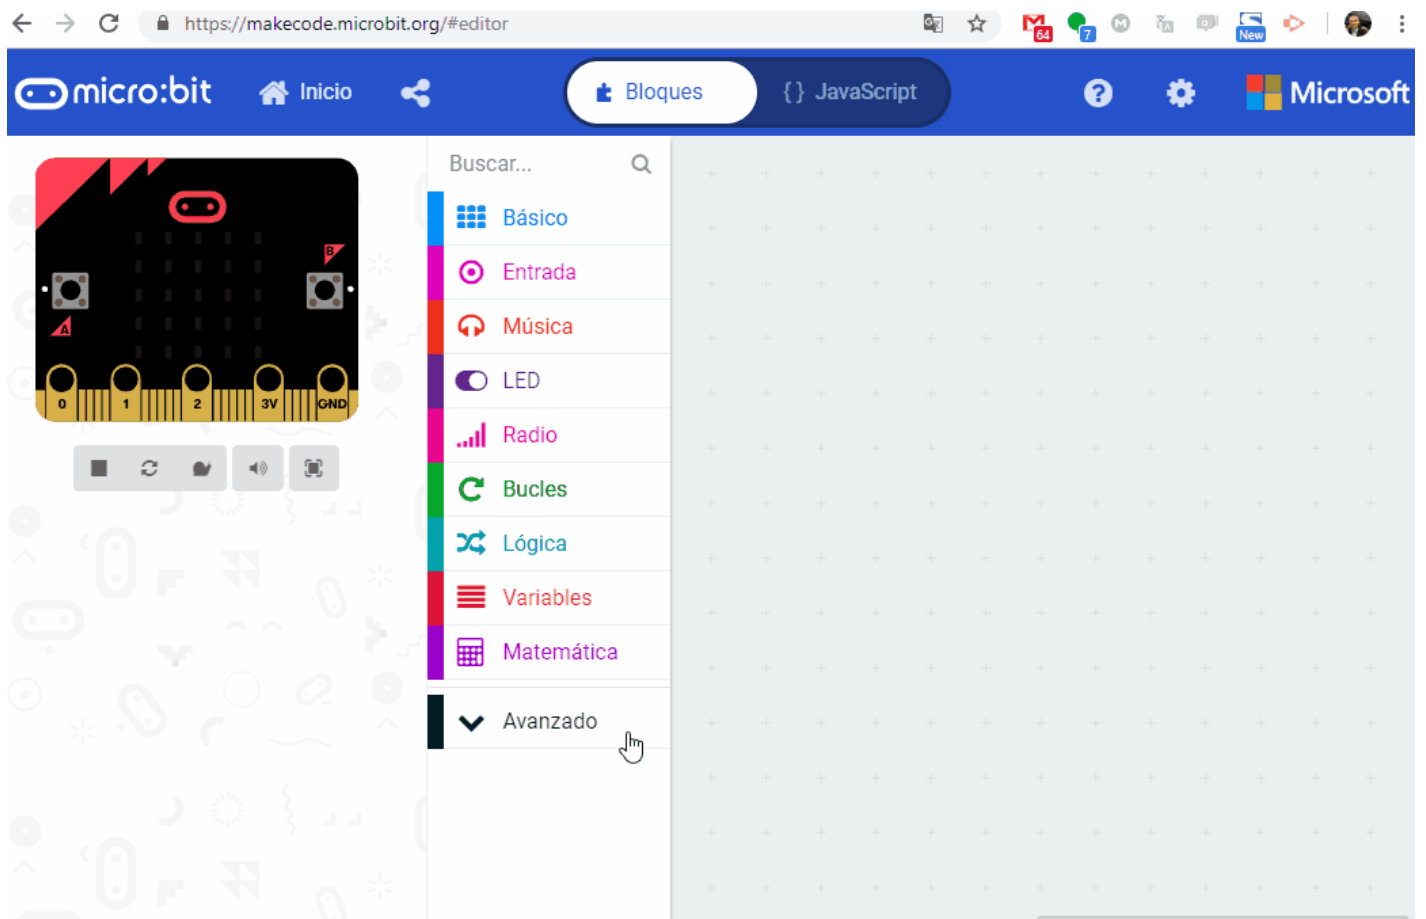 https://makecode.microbit.org/#editor
64
7
M
New
micro:bit
Inicio
Bloques
{} JavaScript
?
Microsoft
Buscar...
Básico
Entrada
Música
LED
Radio
Bucles
Lógica
Variables
Matemática
Avanzado
B
A
0
1
2
3V
GND